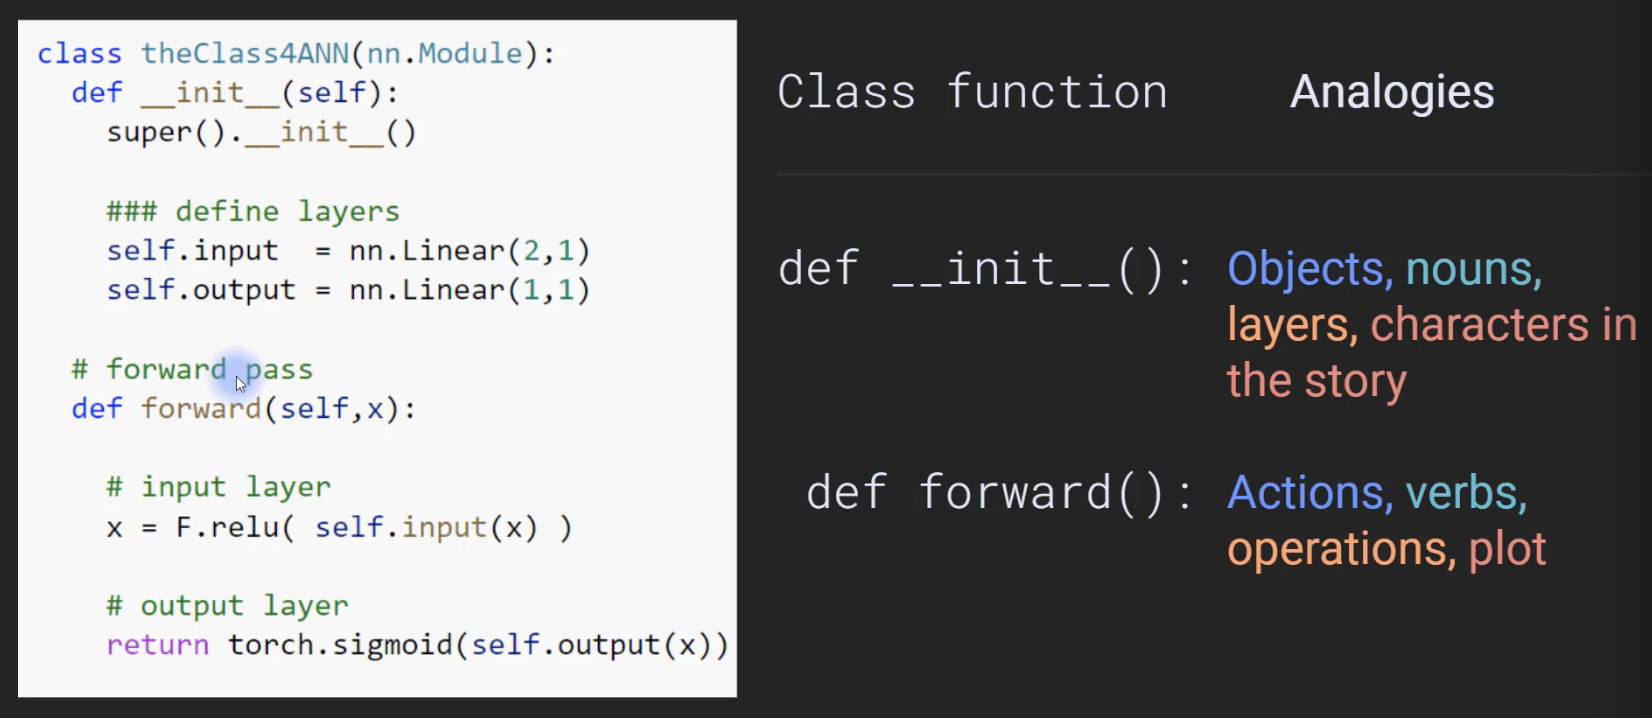 class theClass4ANN(nn.Module):
  def __init__(self):
    super().__init__()

    ### define layers
    self.input  = nn.Linear(2,1)
    self.output = nn.Linear(1,1)

  # forward pass
  def forward(self,x):

    # input layer
    x = F.relu( self.input(x) )

    # output layer
    return torch.sigmoid(self.output(x))

Class function
Analogies
def __init__():
Objects, nouns,
layers, characters in
the story
def forward():
Actions, verbs,
operations, plot